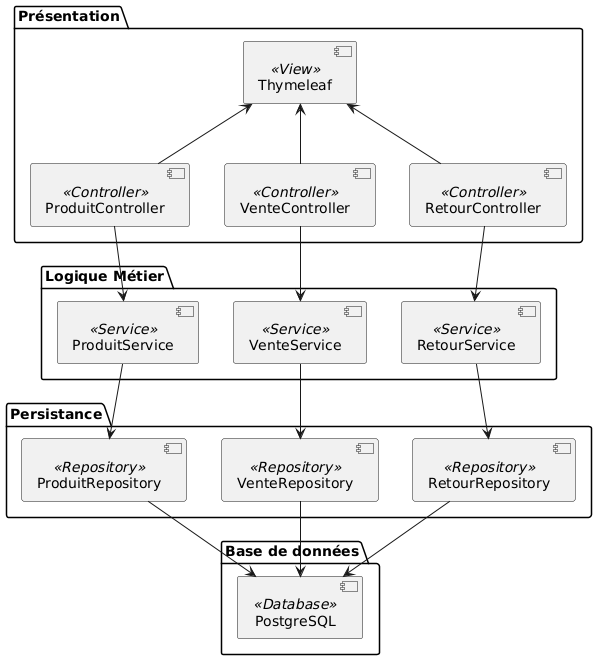 Présentation
«View»
Thymeleaf
«Controller»
ProduitController
«Controller»
VenteController
«Controller»
RetourController
Logique Métier
«Service»
ProduitService
«Service»
VenteService
«Service»
RetourService
Persistance
«Repository»
ProduitRepository
«Repository»
VenteRepository
«Repository»
RetourRepository
Base de données
«Database»
PostgreSQL